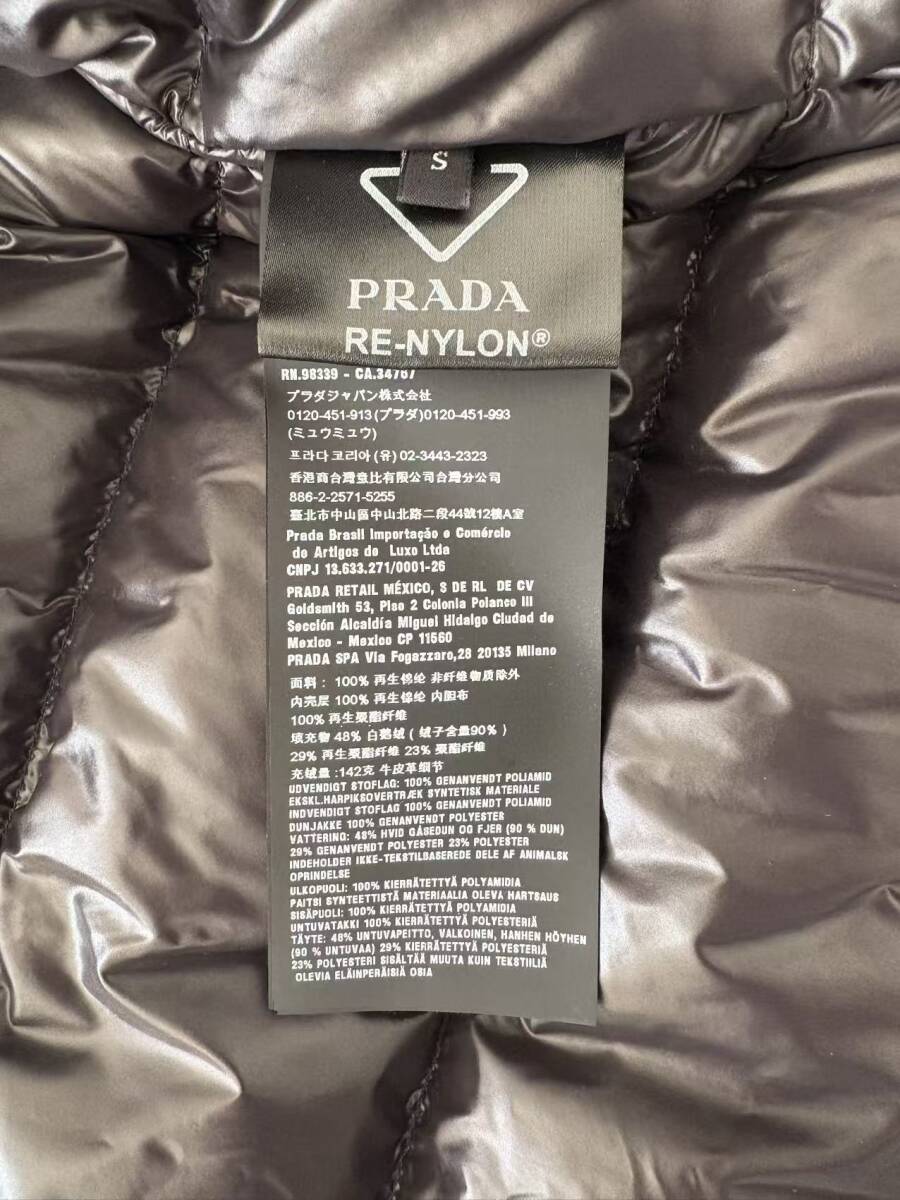 S
PRADA
RE-NYLON®
RN.98339 - CA.34767
プラダジャパン株式会社
0120-451-913(プラダ)0120-451-993
(ミュウミュウ)
프라다코리아 (유) 02-3443-2323
香港商台灣意比有限公司台灣分公司
886-2-2571-5255
臺北市中山區中山北路二段44號12樓A室
Prada Brasil Importação e Comércio
de Artigos de Luxo Ltda
CNPJ 13.633.271/0001-26
PRADA RETAIL MÉXICO, S DE RL DE CV
Goldsmith 53, Piso 2 Colonia Polanco III
Sección Alcaldía Miguel Hidalgo Ciudad de
Mexico - Mexico CP 11560
PRADA SPA Via Fogazzaro,28 20135 Milano
面料: 100% 再生锦纶 非纤维物质除外
内壳层 100% 再生锦纶 内胆布
100% 再生聚酯纤维
填充物 48% 白鹅绒 ( 绒子含量90% )
29% 再生聚酯纤维 23% 聚酯纤维
充绒量:142克 牛皮革细节
UDVENDIGT STOFLAG: 100% GENANVENDT POLIAMID
EKSKL.HARPIKSOVERTRÆK SYNTETISK MATERIALE
INDVENDIGT STOFLAG 100% GENANVENDT POLIAMID
DUNJAKKE 100% GENANVENDT POLYESTER
VATTERING: 48% HVID GÅSEDUN OG FJER (90 % DUN)
29% GENANVENDT POLYESTER 23% POLYESTER
INDEHOLDER IKKE-TEKSTILBASEREDE DELE AF ANIMALSK
OPRINDELSE
ULKOPUOLI: 100% KIERRÄTETTYÄ POLYAMIDIA
PAITSI SYNTEETTISTÄ MATERIAALIA OLEVA HARTSAUS
SISÄPUOLI: 100% KIERRÄTETTYÄ POLYAMIDIA
UNTUVATAKKI 100% KIERRÄTETTYÄ POLYESTERIÄ
TÄYTE: 48% UNTUVAPEITTO, VALKOINEN, HANHEN HÖYHEN
(90 % UNTUVAA) 29% KIERRÄTETTYÄ POLYESTERIÄ
23% POLYESTERI SISÄLTÄÄ MUUTA KUIN TEKSTIILIÄ
OLEVIA ELÄINPERÄISIÄ OSIA